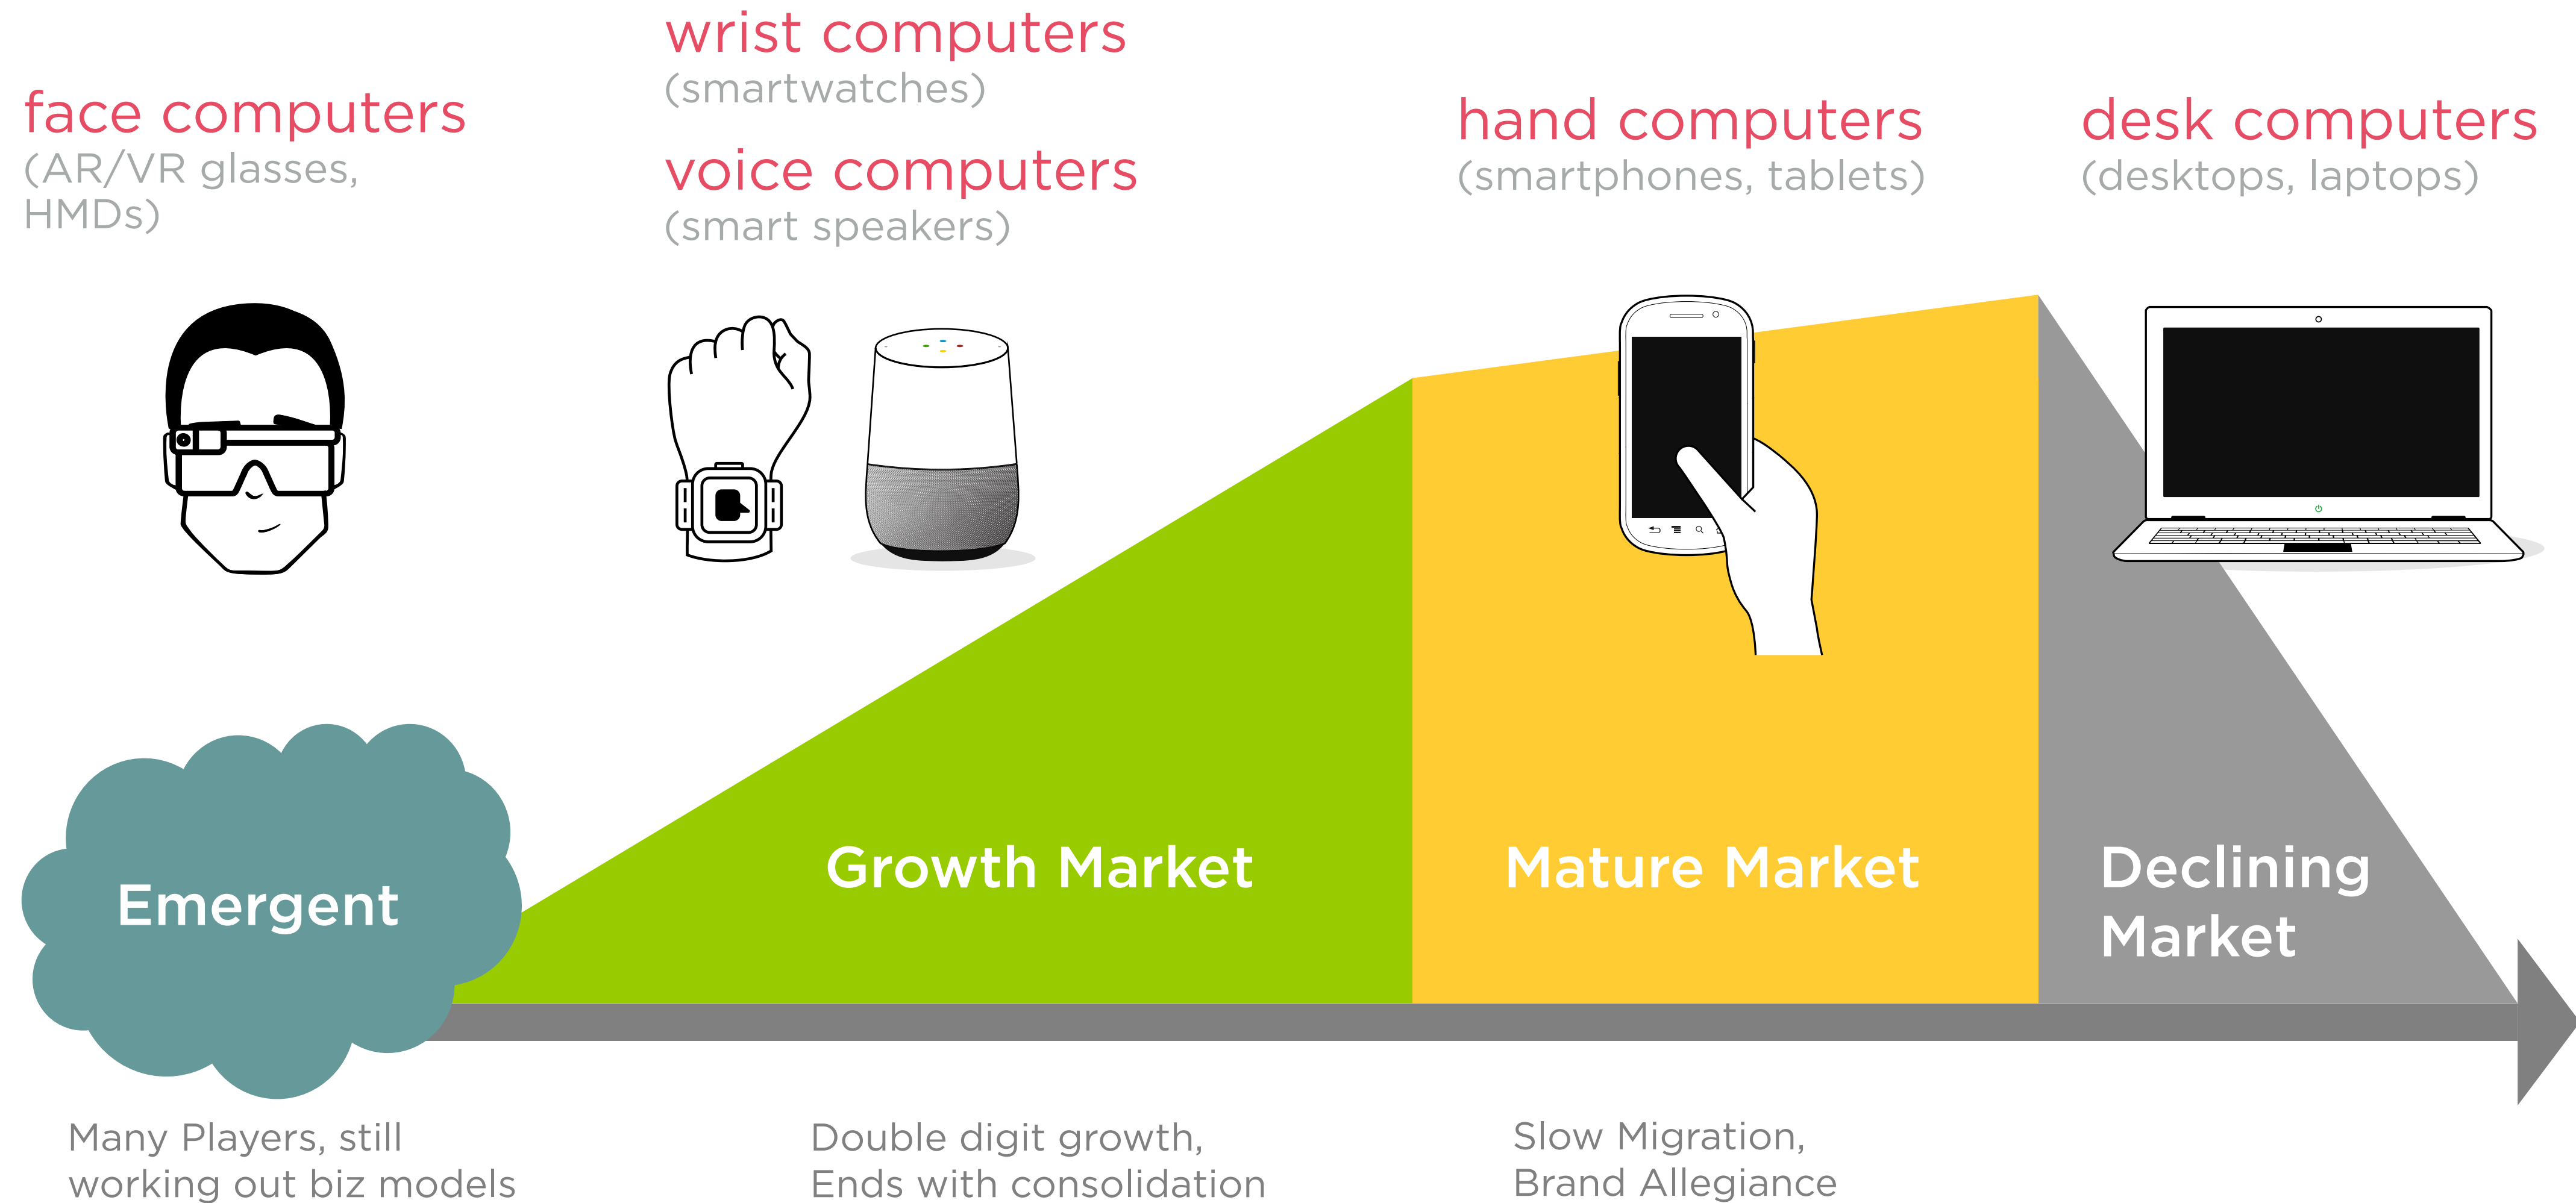 face computers
(AR/VR glasses,
HMDs)
wrist computers
(smartwatches)
voice computers
(smart speakers)
hand computers
(smartphones, tablets)
desk computers
(desktops, laptops)
Emergent
Growth Market
Mature Market
Declining
Market
Many Players, still
working out biz models
Double digit growth,
Ends with consolidation
Slow Migration,
Brand Allegiance